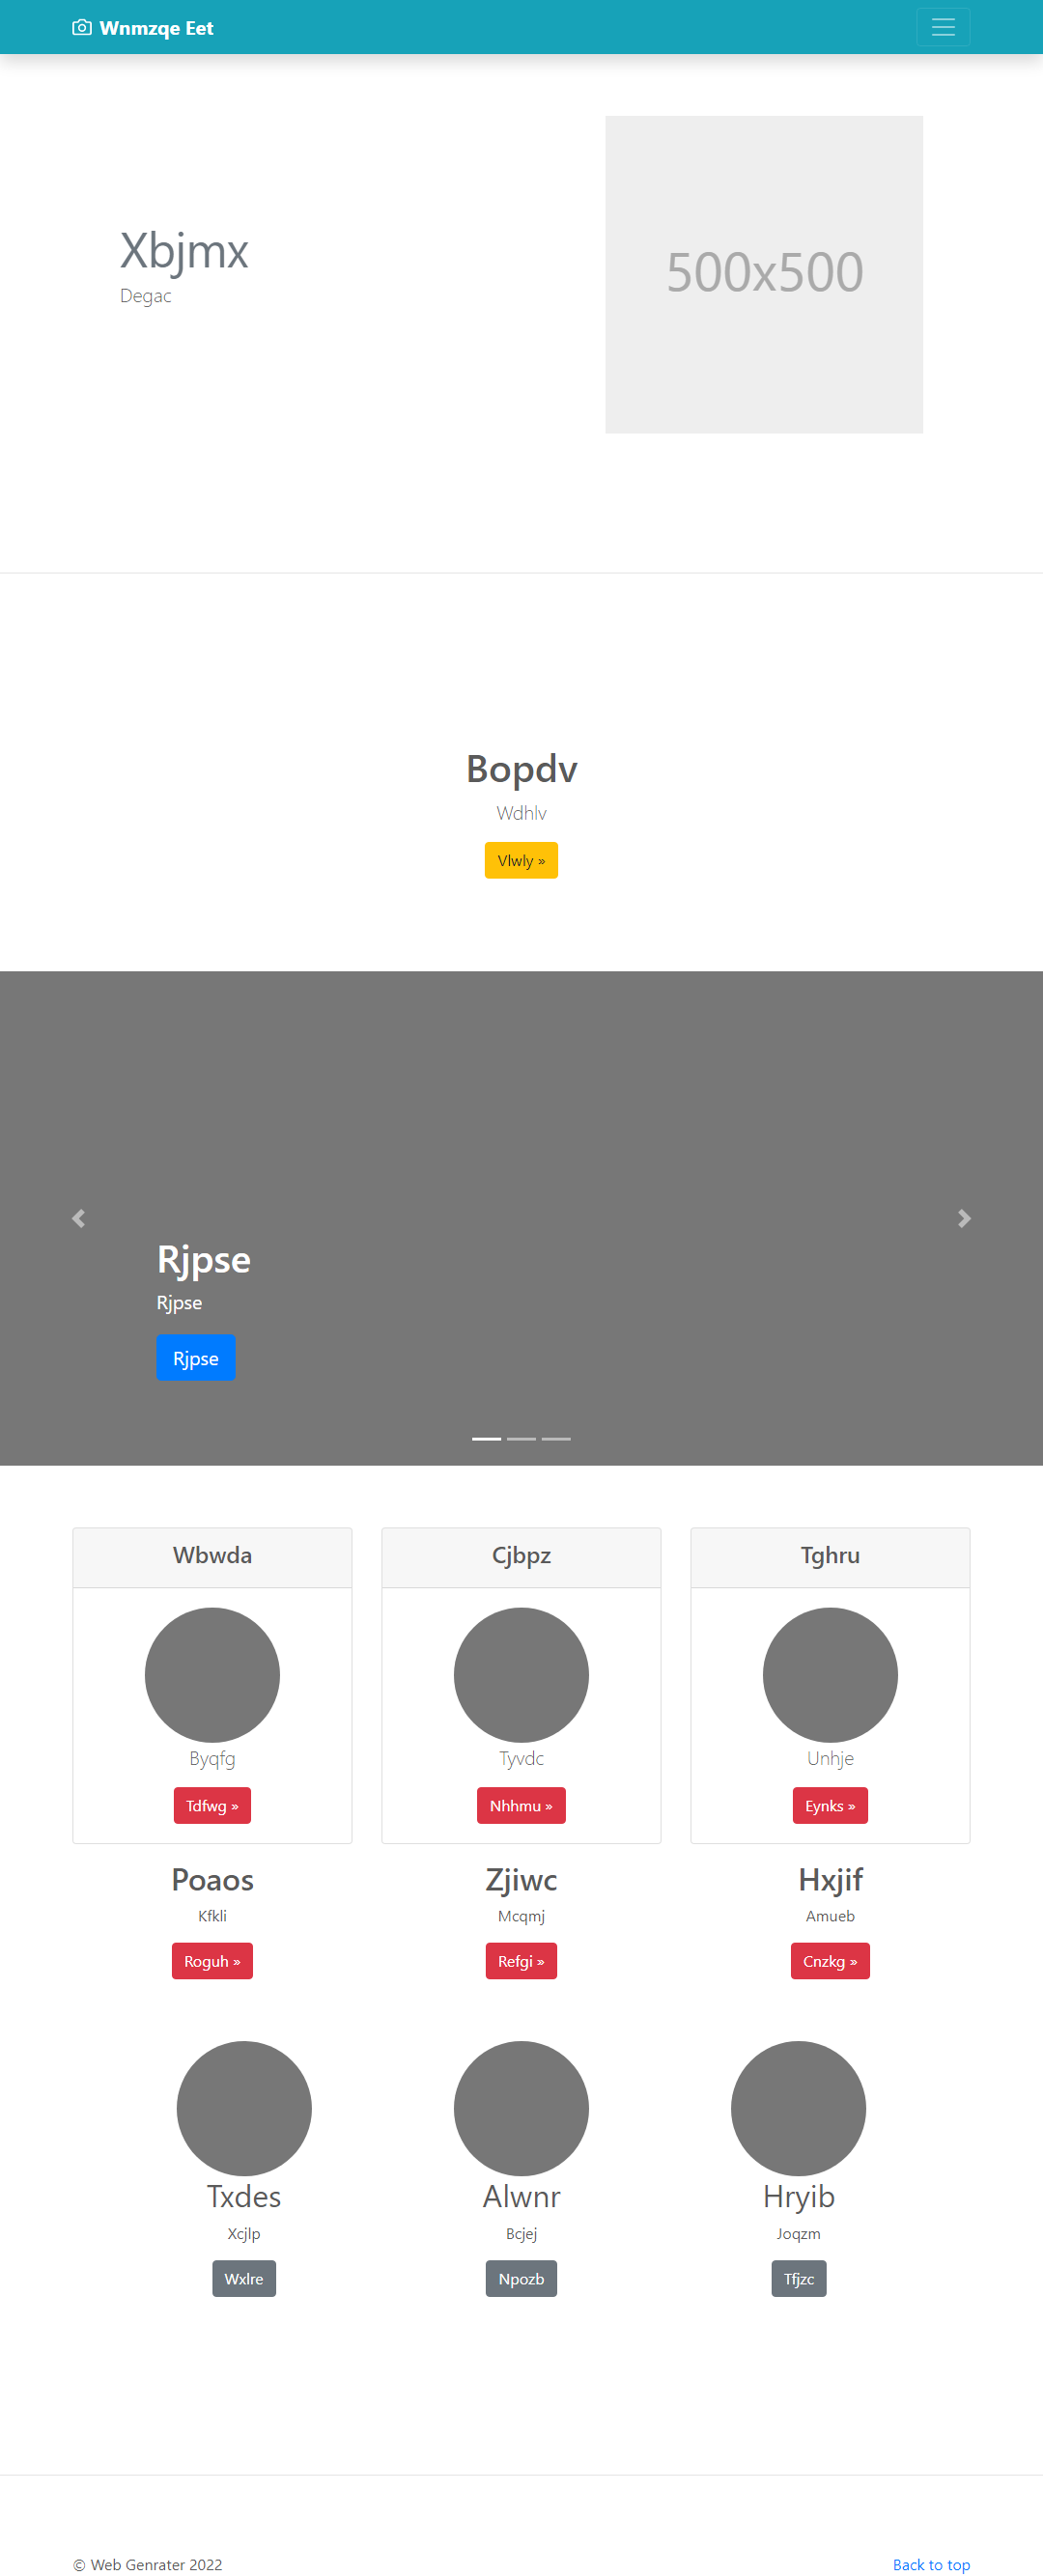 Wnmzqe Eet
Xbjmx
Degac
500x500
Bopdv
Wdhlv
Vlwly »
Rjpse
Rjpse
Rjpse
Wbwda
Cjbpz
Tghru
Byqfg
Tyvdc
Unhje
Tdfwg »
Nhhmu »
Eynks »
Poaos
Zjiwc
Hxjif
Kfkli
Mcqmj
Amueb
Roguh »
Refgi »
Cnzkg »
Txdes
Alwnr
Hryib
Xcjlp
Bcjej
Joqzm
Wxlre
Npozb
Tfjzc
© Web Genrater 2022
Back to top